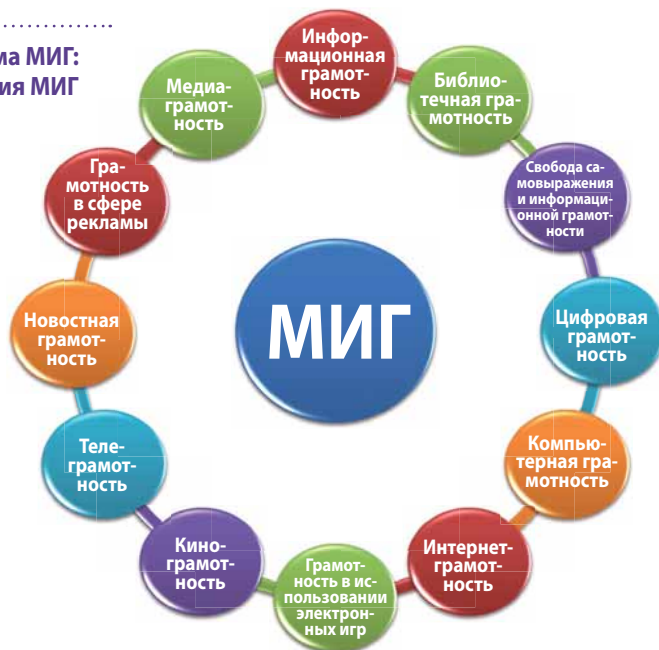 ма МИГ:
ия МИГ
Инфор-
мационная
грамот-
ность
Библио-
течная гра-
мотность
Свобода са-
мовыражения
и информаци-
онной грамот-
ности
Цифровая
грамот-
ность
Компью-
терная гра-
мотность
Интернет-
грамот-
ность
Грамот-
ность в ис-
пользовании
электрон-
ных игр
Кино-
грамот-
ность
Теле-
грамот-
ность
Новостная
грамот-
ность
Гра-
мотность
в сфере
рекламы
Медиа-
грамот-
ность
МИГ